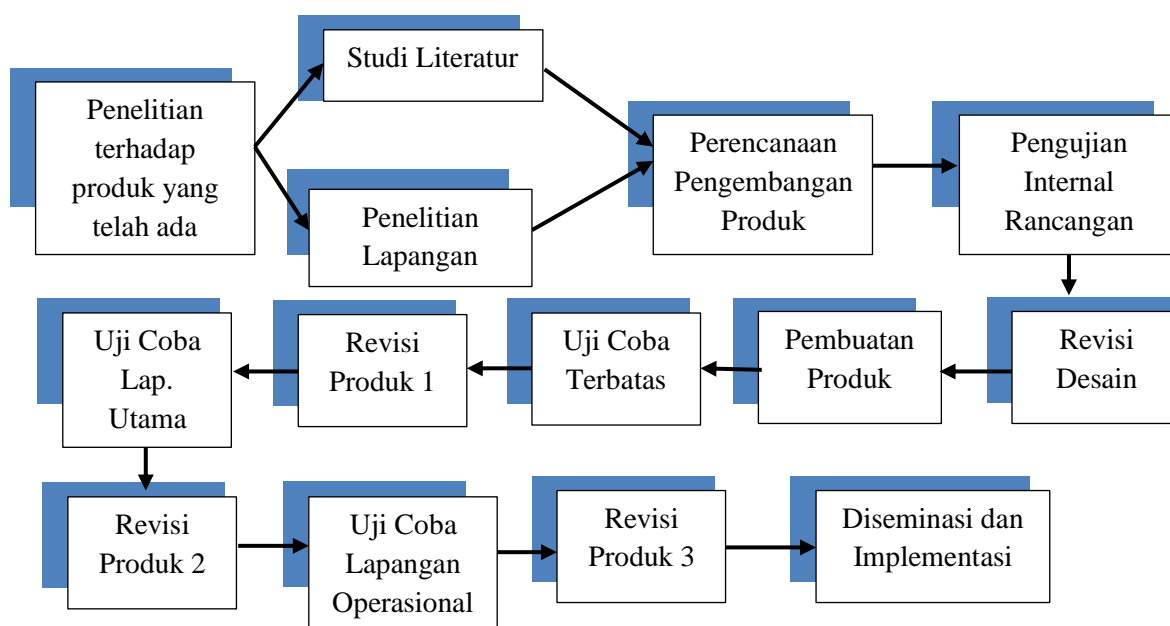 Penelitian
terhadap
produk yang
telah ada
Studi Literatur
Penelitian
Lapangan
Perencanaan
Pengembangan
Produk
Pengujian
Internal
Rancangan
Revisi
Desain
Pembuatan
Produk
Uji Coba
Terbatas
Revisi
Produk 1
Uji Coba
Lap.
Utama
Revisi
Produk 2
Uji Coba
Lapangan
Operasional
Revisi
Produk 3
Diseminasi dan
Implementasi